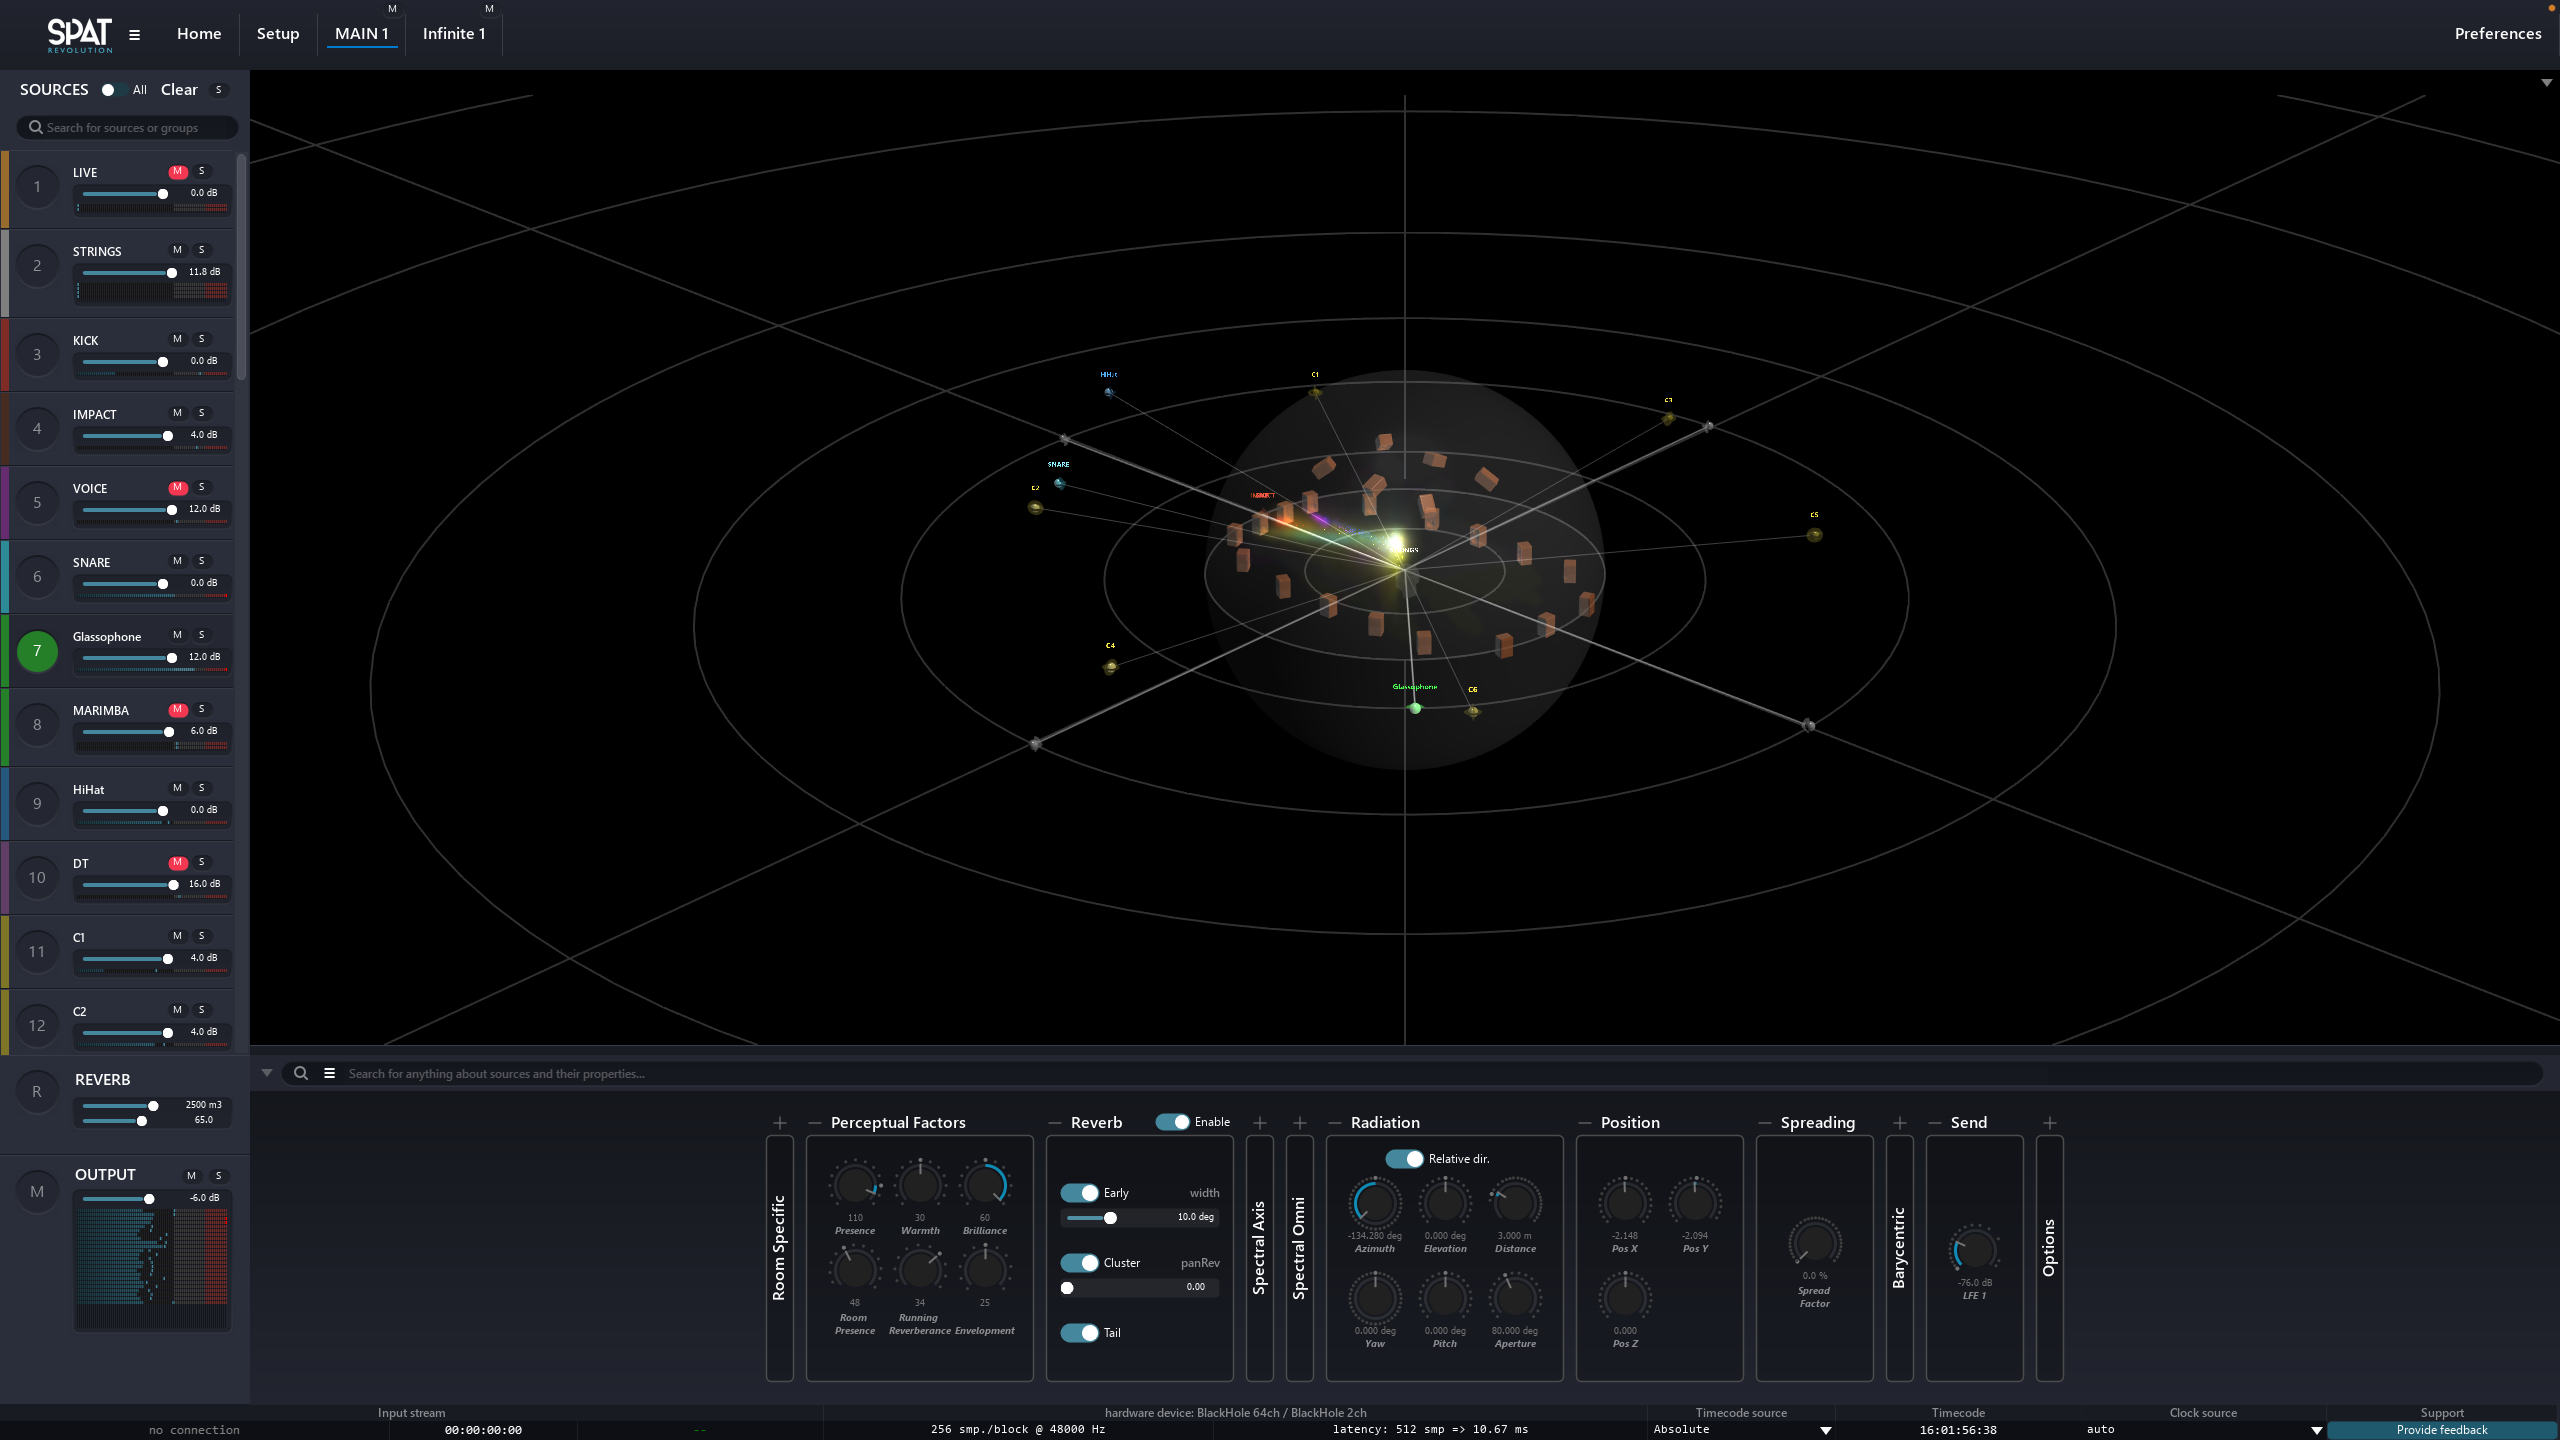 SPAT
REVOLUTION
Home
Setup
M
MAIN 1
M
Infinite 1
Preferences
SOURCES All Clear S
Search for sources or groups
1 LIVE M S
0.0 dB
2 STRINGS M S
11.8 dB
3 KICK M S
0.0 dB
4 IMPACT M S
4.0 dB
5 VOICE M S
12.0 dB
6 SNARE M S
0.0 dB
7 Glassophone M S
12.0 dB
8 MARIMBA M S
6.0 dB
9 HiHat M S
0.0 dB
10 DT M S
16.0 dB
11 C1 M S
4.0 dB
12 C2 M S
4.0 dB
R REVERB
2500 m3
65.0
M OUTPUT M S
-6.0 dB
HiHat
C1
C3
SNARE
C2
C5
C4
Glassophone
C6
Search for anything about sources and their properties...
Room Specific
Perceptual Factors
110
Presence
30
Warmth
60
Brilliance
48
Room
Presence
34
Running
Reverberance
25
Envelopment
Reverb Enable
Early width
10.0 deg
Cluster panRev
0.00
Tail
Spectral Axis
Spectral Omni
Radiation
Relative dir.
-134.280 deg
Azimuth
0.000 deg
Elevation
3.000 m
Distance
0.000 deg
Yaw
0.000 deg
Pitch
80.000 deg
Aperture
Position
-2.148
Pos X
-2.094
Pos Y
0.000
Pos Z
Spreading
0.0 %
Spread
Factor
Barycentric
Send
-76.0 dB
LFE 1
Options
Input stream
no connection
00:00:00:00
--
hardware device: BlackHole 64ch / BlackHole 2ch
256 smp./block @ 48000 Hz
latency: 512 smp => 10.67 ms
Timecode source
Absolute
Timecode
16:01:56:38
Clock source
auto
Support
Provide feedback